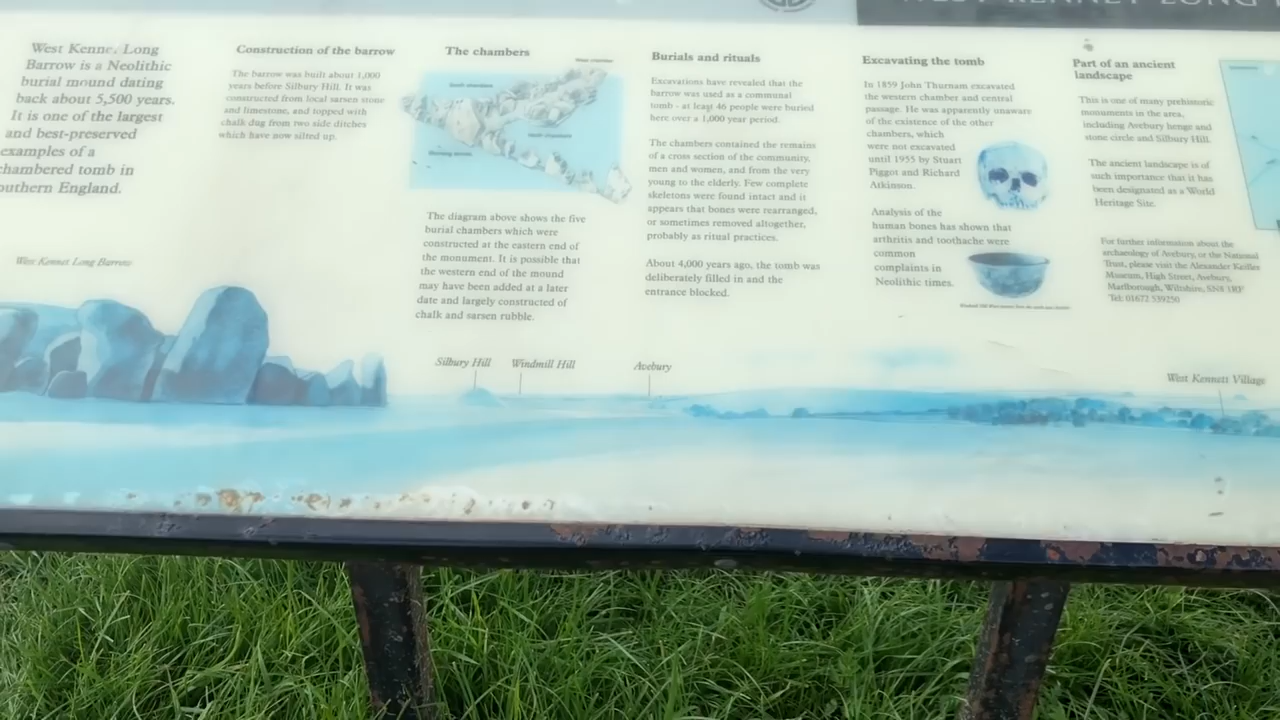 WEST KENNET LONG
West Kennet Long
Barrow is a Neolithic
burial mound dating
back about 5,500 years.
It is one of the largest
and best-preserved
examples of a
chambered tomb in
outhern England.
Construction of the barrow
The barrow was built about 1,000
years before Silbury Hill. It was
constructed from local sarsen stone
and limestone, and topped with
chalk dug from two side ditches
which have now silted up.
The chambers
West chamber
South chambers
North chambers
The diagram above shows the five
burial chambers which were
constructed at the eastern end of
the monument. It is possible that
the western end of the mound
may have been added at a later
date and largely constructed of
chalk and sarsen rubble.
Burials and rituals
Excavations have revealed that the
barrow was used as a communal
tomb - at least 46 people were buried
here over a 1,000 year period.
The chambers contained the remains
of a cross section of the community,
men and women, and from the very
young to the elderly. Few complete
skeletons were found intact and it
appears that bones were rearranged,
or sometimes removed altogether,
probably as ritual practices.
About 4,000 years ago, the tomb was
deliberately filled in and the
entrance blocked.
Excavating the tomb
In 1859 John Thurnam excavated
the western chamber and central
passage. He was apparently unaware
of the existence of the other
chambers, which
were not excavated
until 1955 by Stuart
Piggot and Richard
Atkinson.
Analysis of the
human bones has shown that
arthritis and toothache were
common
complaints in
Neolithic times.
Part of an ancient
landscape
This is one of many prehistoric
monuments in the area,
including Avebury henge and
stone circle and Silbury Hill.
The ancient landscape is of
such importance that it has
been designated as a World
Heritage Site.
For further information about the
archaeology of Avebury, or the National
Trust, please visit the Alexander Keiller
Museum, High Street, Avebury,
Marlborough, Wiltshire, SN8 1RF
Tel: 01672 539250
West Kennet Long Barrow
Silbury Hill
Windmill Hill
Avebury
West Kennett Village